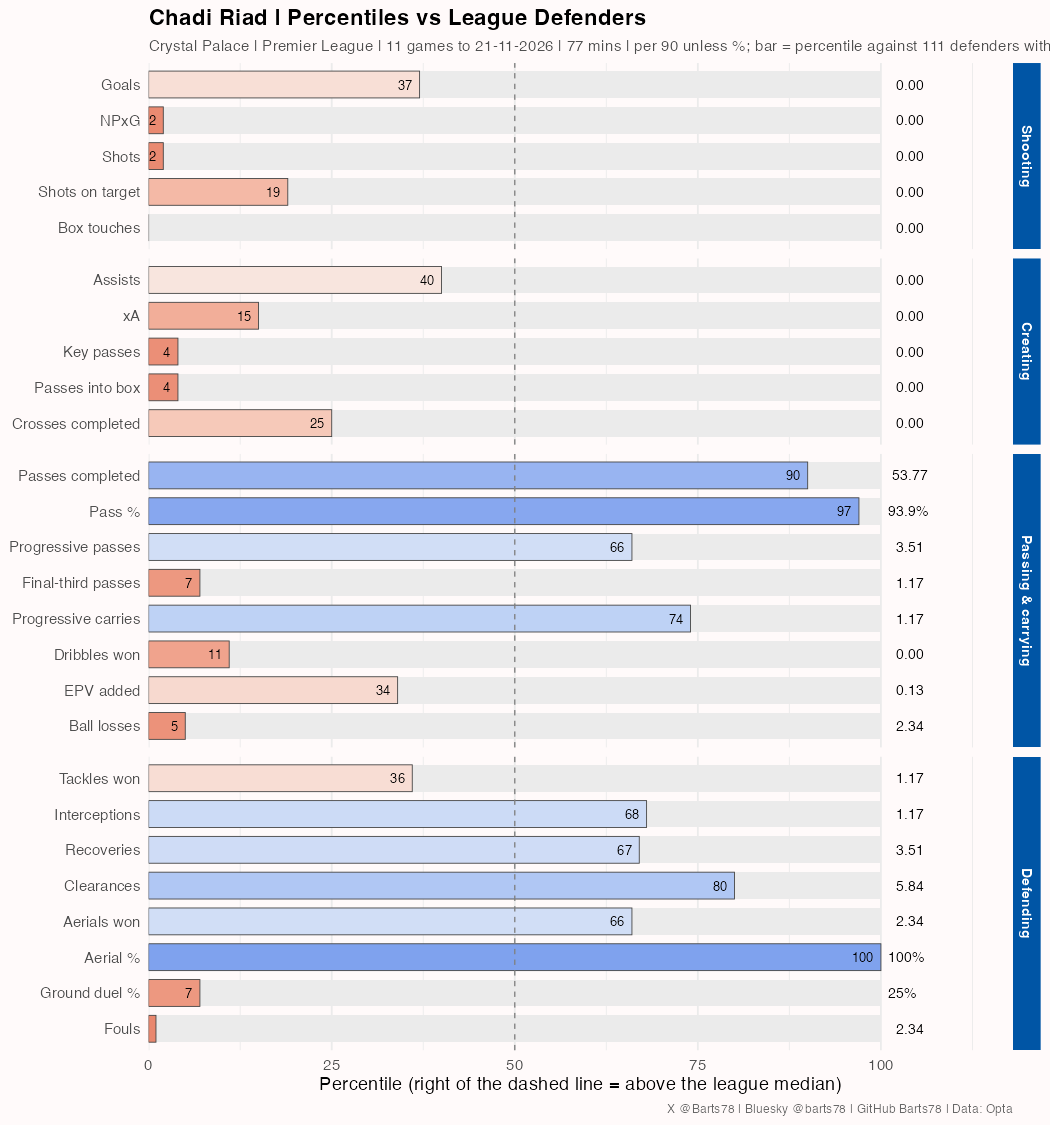 Chadi Riad | Percentiles vs League Defenders
Crystal Palace | Premier League | 11 games to 21-11-2026 | 77 mins | per 90 unless %; bar = percentile against 111 defenders with
Goals 37 0.00
NPxG 2 0.00
Shots 2 0.00
Shots on target 19 0.00
Box touches 0.00
Shooting
Assists 40 0.00
xA 15 0.00
Key passes 4 0.00
Passes into box 4 0.00
Crosses completed 25 0.00
Creating
Passes completed 90 53.77
Pass % 97 93.9%
Progressive passes 66 3.51
Final-third passes 7 1.17
Progressive carries 74 1.17
Dribbles won 11 0.00
EPV added 34 0.13
Ball losses 5 2.34
Passing & carrying
Tackles won 36 1.17
Interceptions 68 1.17
Recoveries 67 3.51
Clearances 80 5.84
Aerials won 66 2.34
Aerial % 100 100%
Ground duel % 7 25%
Fouls 2.34
Defending
0 25 50 75 100
Percentile (right of the dashed line = above the league median)
X @Barts78 | Bluesky @barts78 | GitHub Barts78 | Data: Opta